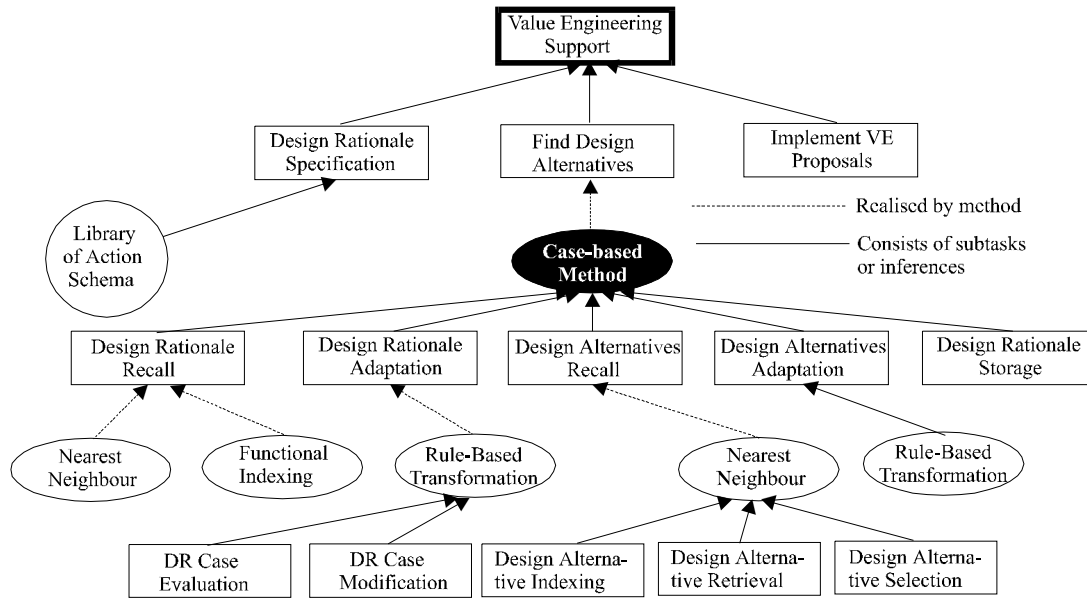 Value Engineering
Support
Design Rationale
Specification
Find Design
Alternatives
Implement VE
Proposals
Library
of Action
Schema
Realised by method
Consists of subtasks
or inferences
Case-based
Method
Design Rationale
Recall
Design Rationale
Adaptation
Design Alternatives
Recall
Design Alternatives
Adaptation
Design Rationale
Storage
Nearest
Neighbour
Functional
Indexing
Rule-Based
Transformation
Nearest
Neighbour
Rule-Based
Transformation
DR Case
Evaluation
DR Case
Modification
Design Alterna-
tive Indexing
Design Alterna-
tive Retrieval
Design Alterna-
tive Selection